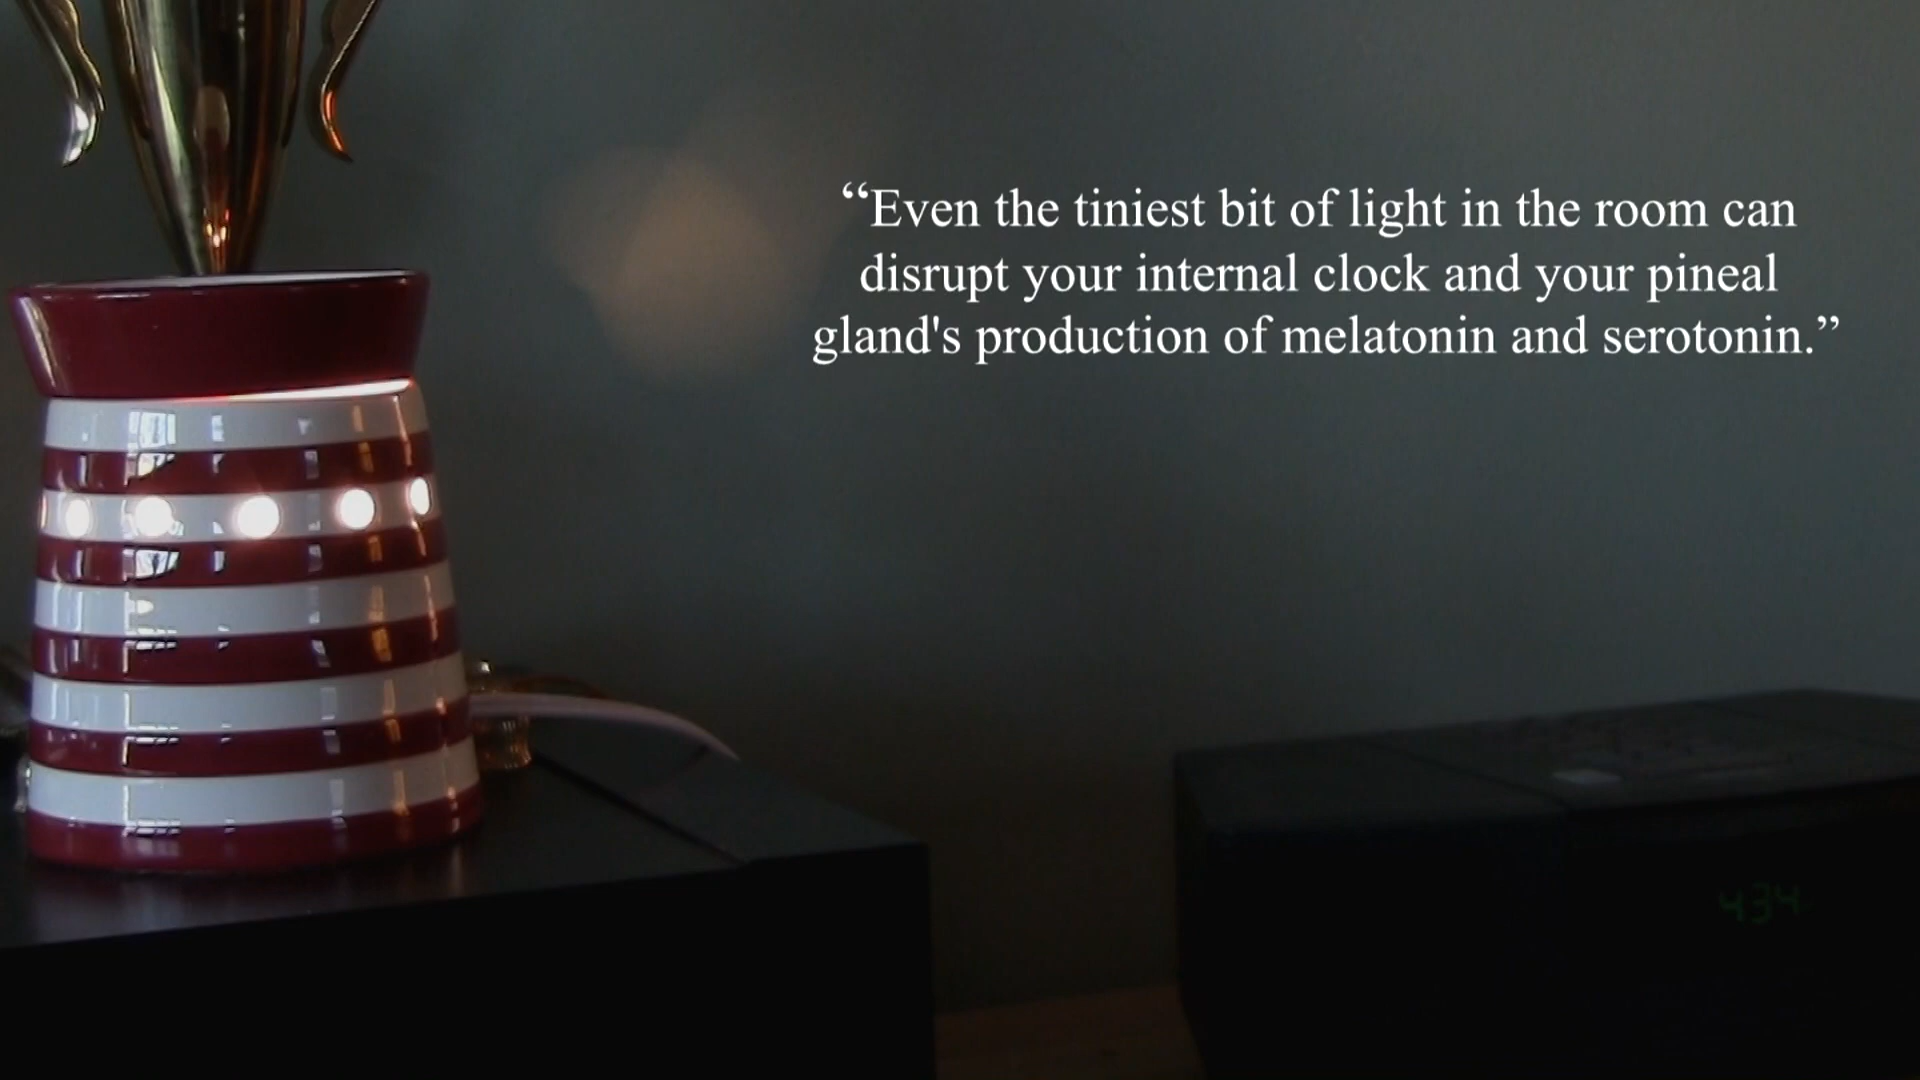 “Even the tiniest bit of light in the room can
disrupt your internal clock and your pineal
gland's production of melatonin and serotonin.”
434